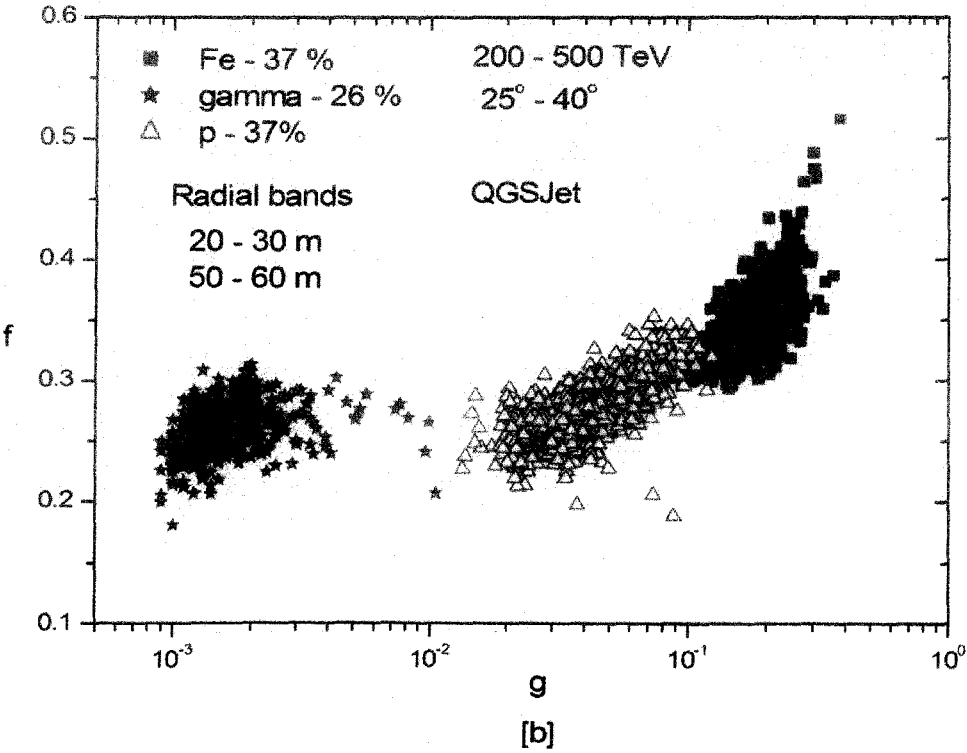 0.6
0.5
0.4
0.3
0.2
0.1
f
Fe - 37 %
gamma - 26 %
p - 37%
200 - 500 TeV
25° - 40°
Radial bands
20 - 30 m
50 - 60 m
QGSJet
10⁻³ 10⁻² 10⁻¹ 10⁰
g
[b]